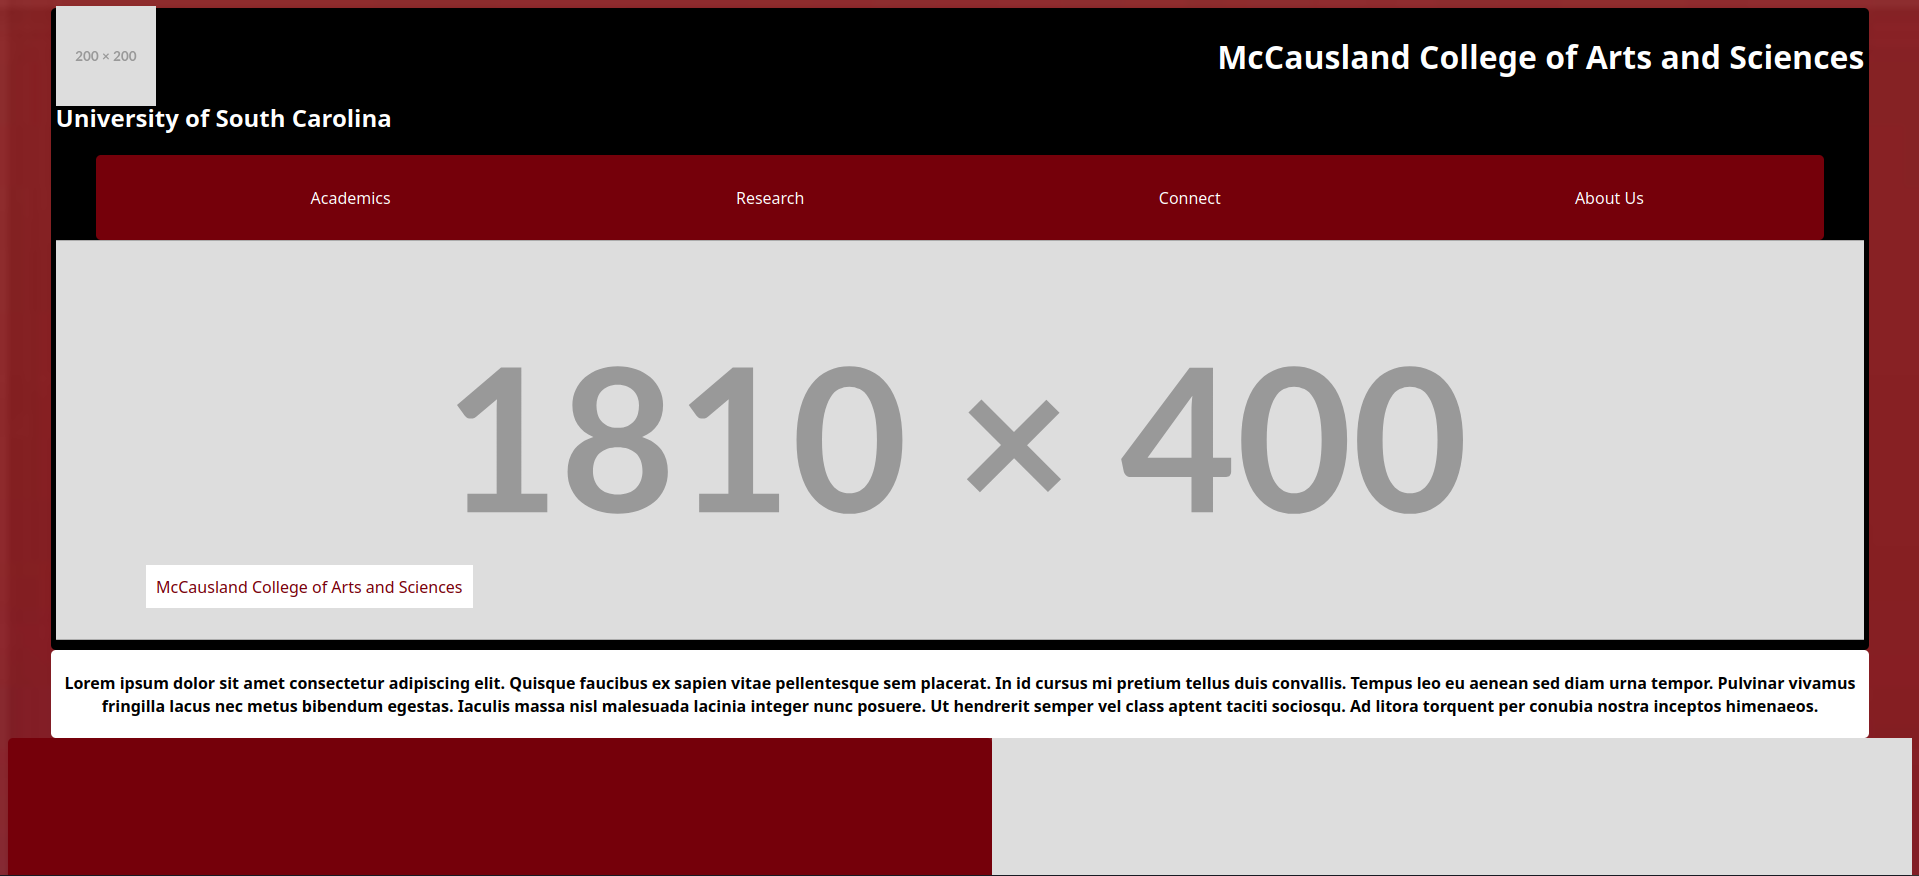 200 × 200
McCausland College of Arts and Sciences
University of South Carolina
Academics
Research
Connect
About Us
1810 × 400
McCausland College of Arts and Sciences
Lorem ipsum dolor sit amet consectetur adipiscing elit. Quisque faucibus ex sapien vitae pellentesque sem placerat. In id cursus mi pretium tellus duis convallis. Tempus leo eu aenean sed diam urna tempor. Pulvinar vivamus
fringilla lacus nec metus bibendum egestas. Iaculis massa nisl malesuada lacinia integer nunc posuere. Ut hendrerit semper vel class aptent taciti sociosqu. Ad litora torquent per conubia nostra inceptos himenaeos.